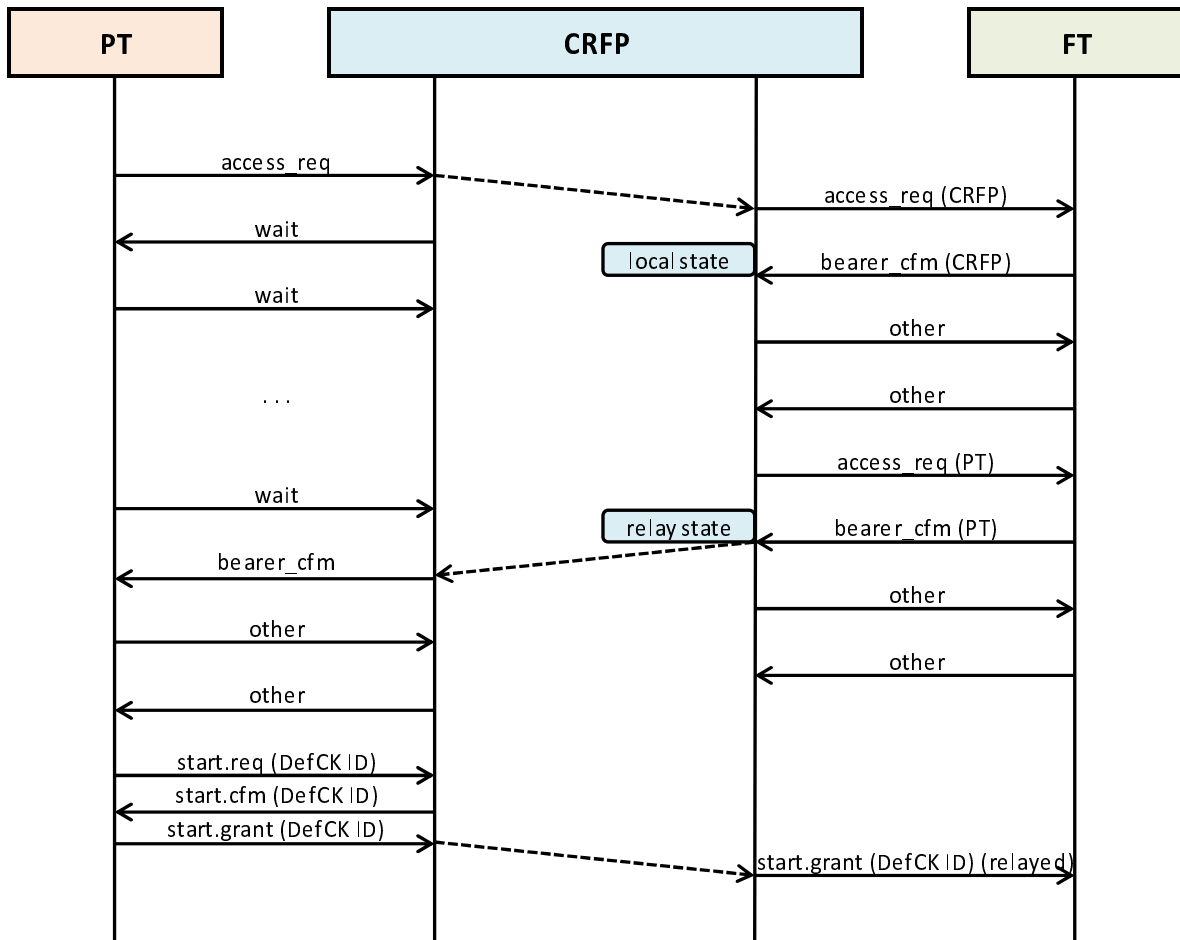 PT
CRFP
FT
access_req
access_req (CRFP)
wait
local state
bearer_cfm (CRFP)
wait
other
. . .
other
access_req (PT)
wait
relay state
bearer_cfm (PT)
bearer_cfm
other
other
other
other
start.req (DefCK ID)
start.cfm (DefCK ID)
start.grant (DefCK ID)
start.grant (DefCK ID) (relayed)